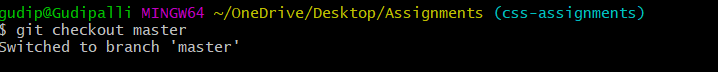 gudip@Gudipalli MINGW64 ~/OneDrive/Desktop/Assignments (css-assignments)
$ git checkout master
Switched to branch 'master'